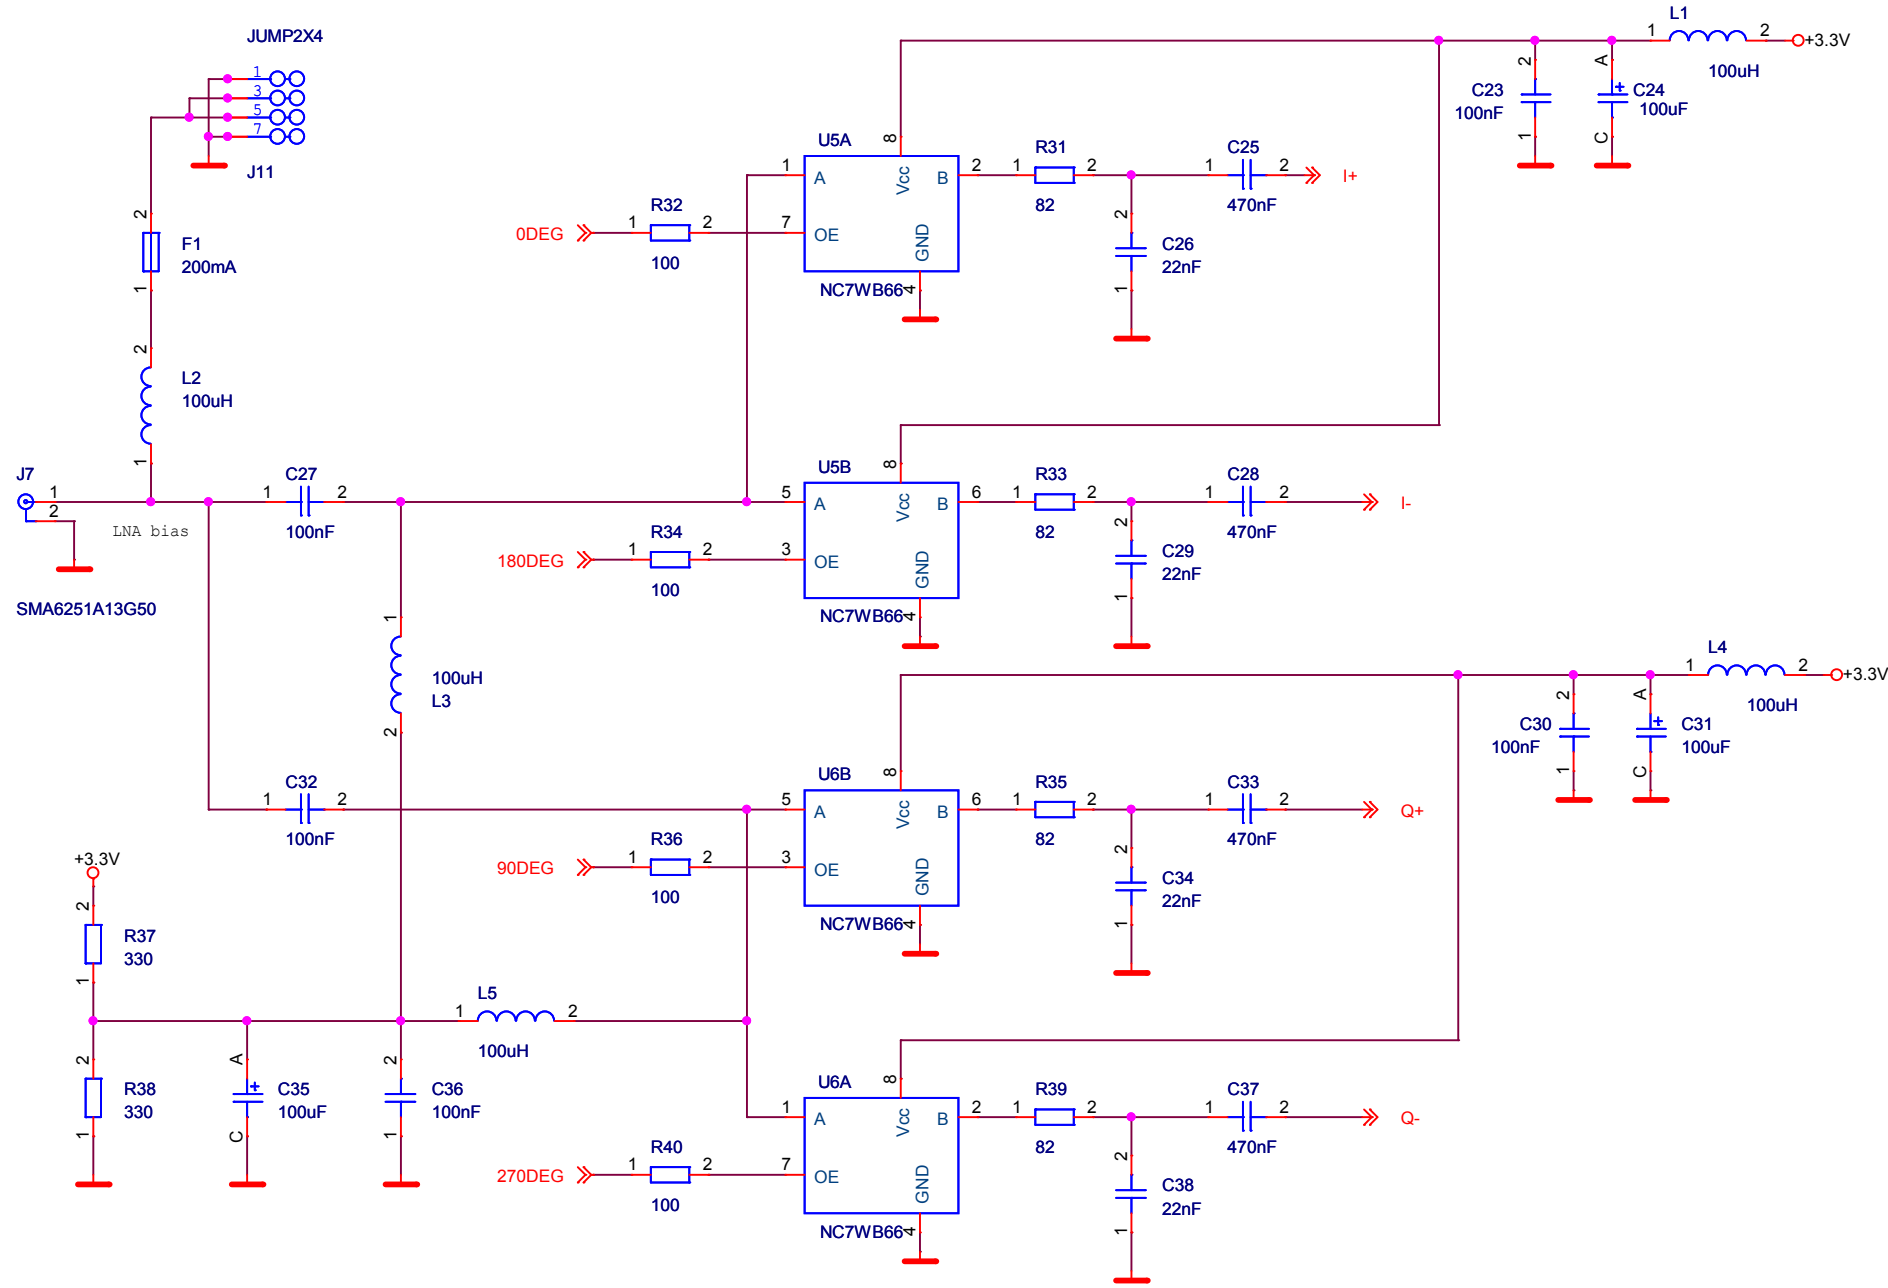 JUMP2X4
1
3
5
7
J11
2
F1
200mA
1
2
L2
100uH
1
J7
1
2
LNA bias
SMA6251A13G50
1
C27
2
100nF
1
100uH
L3
2
1
C32
2
100nF
+3.3V
2
R37
330
1
2
R38
330
1
A
+
C35
100uF
C
2
C36
100nF
1
L5
1
2
100uH
L1
1
2
+3.3V
100uH
2
C23
100nF
1
A
+
C24
100uF
C
U5A
8
1
A
Vcc
B
2
0DEG
1
R32
2
100
7
OE
GND
NC7WB66
4
1
R31
2
82
1
C25
2
470nF
I+
2
C26
22nF
1
U5B
8
5
A
Vcc
B
6
180DEG
1
R34
2
100
3
OE
GND
NC7WB66
4
1
R33
2
82
1
C28
2
470nF
I-
2
C29
22nF
1
L4
1
2
+3.3V
100uH
2
C30
100nF
1
A
+
C31
100uF
C
U6B
8
5
A
Vcc
B
6
90DEG
1
R36
2
100
3
OE
GND
NC7WB66
4
1
R35
2
82
1
C33
2
470nF
Q+
2
C34
22nF
1
U6A
8
1
A
Vcc
B
2
270DEG
1
R40
2
100
7
OE
GND
NC7WB66
4
1
R39
2
82
1
C37
2
470nF
Q-
2
C38
22nF
1